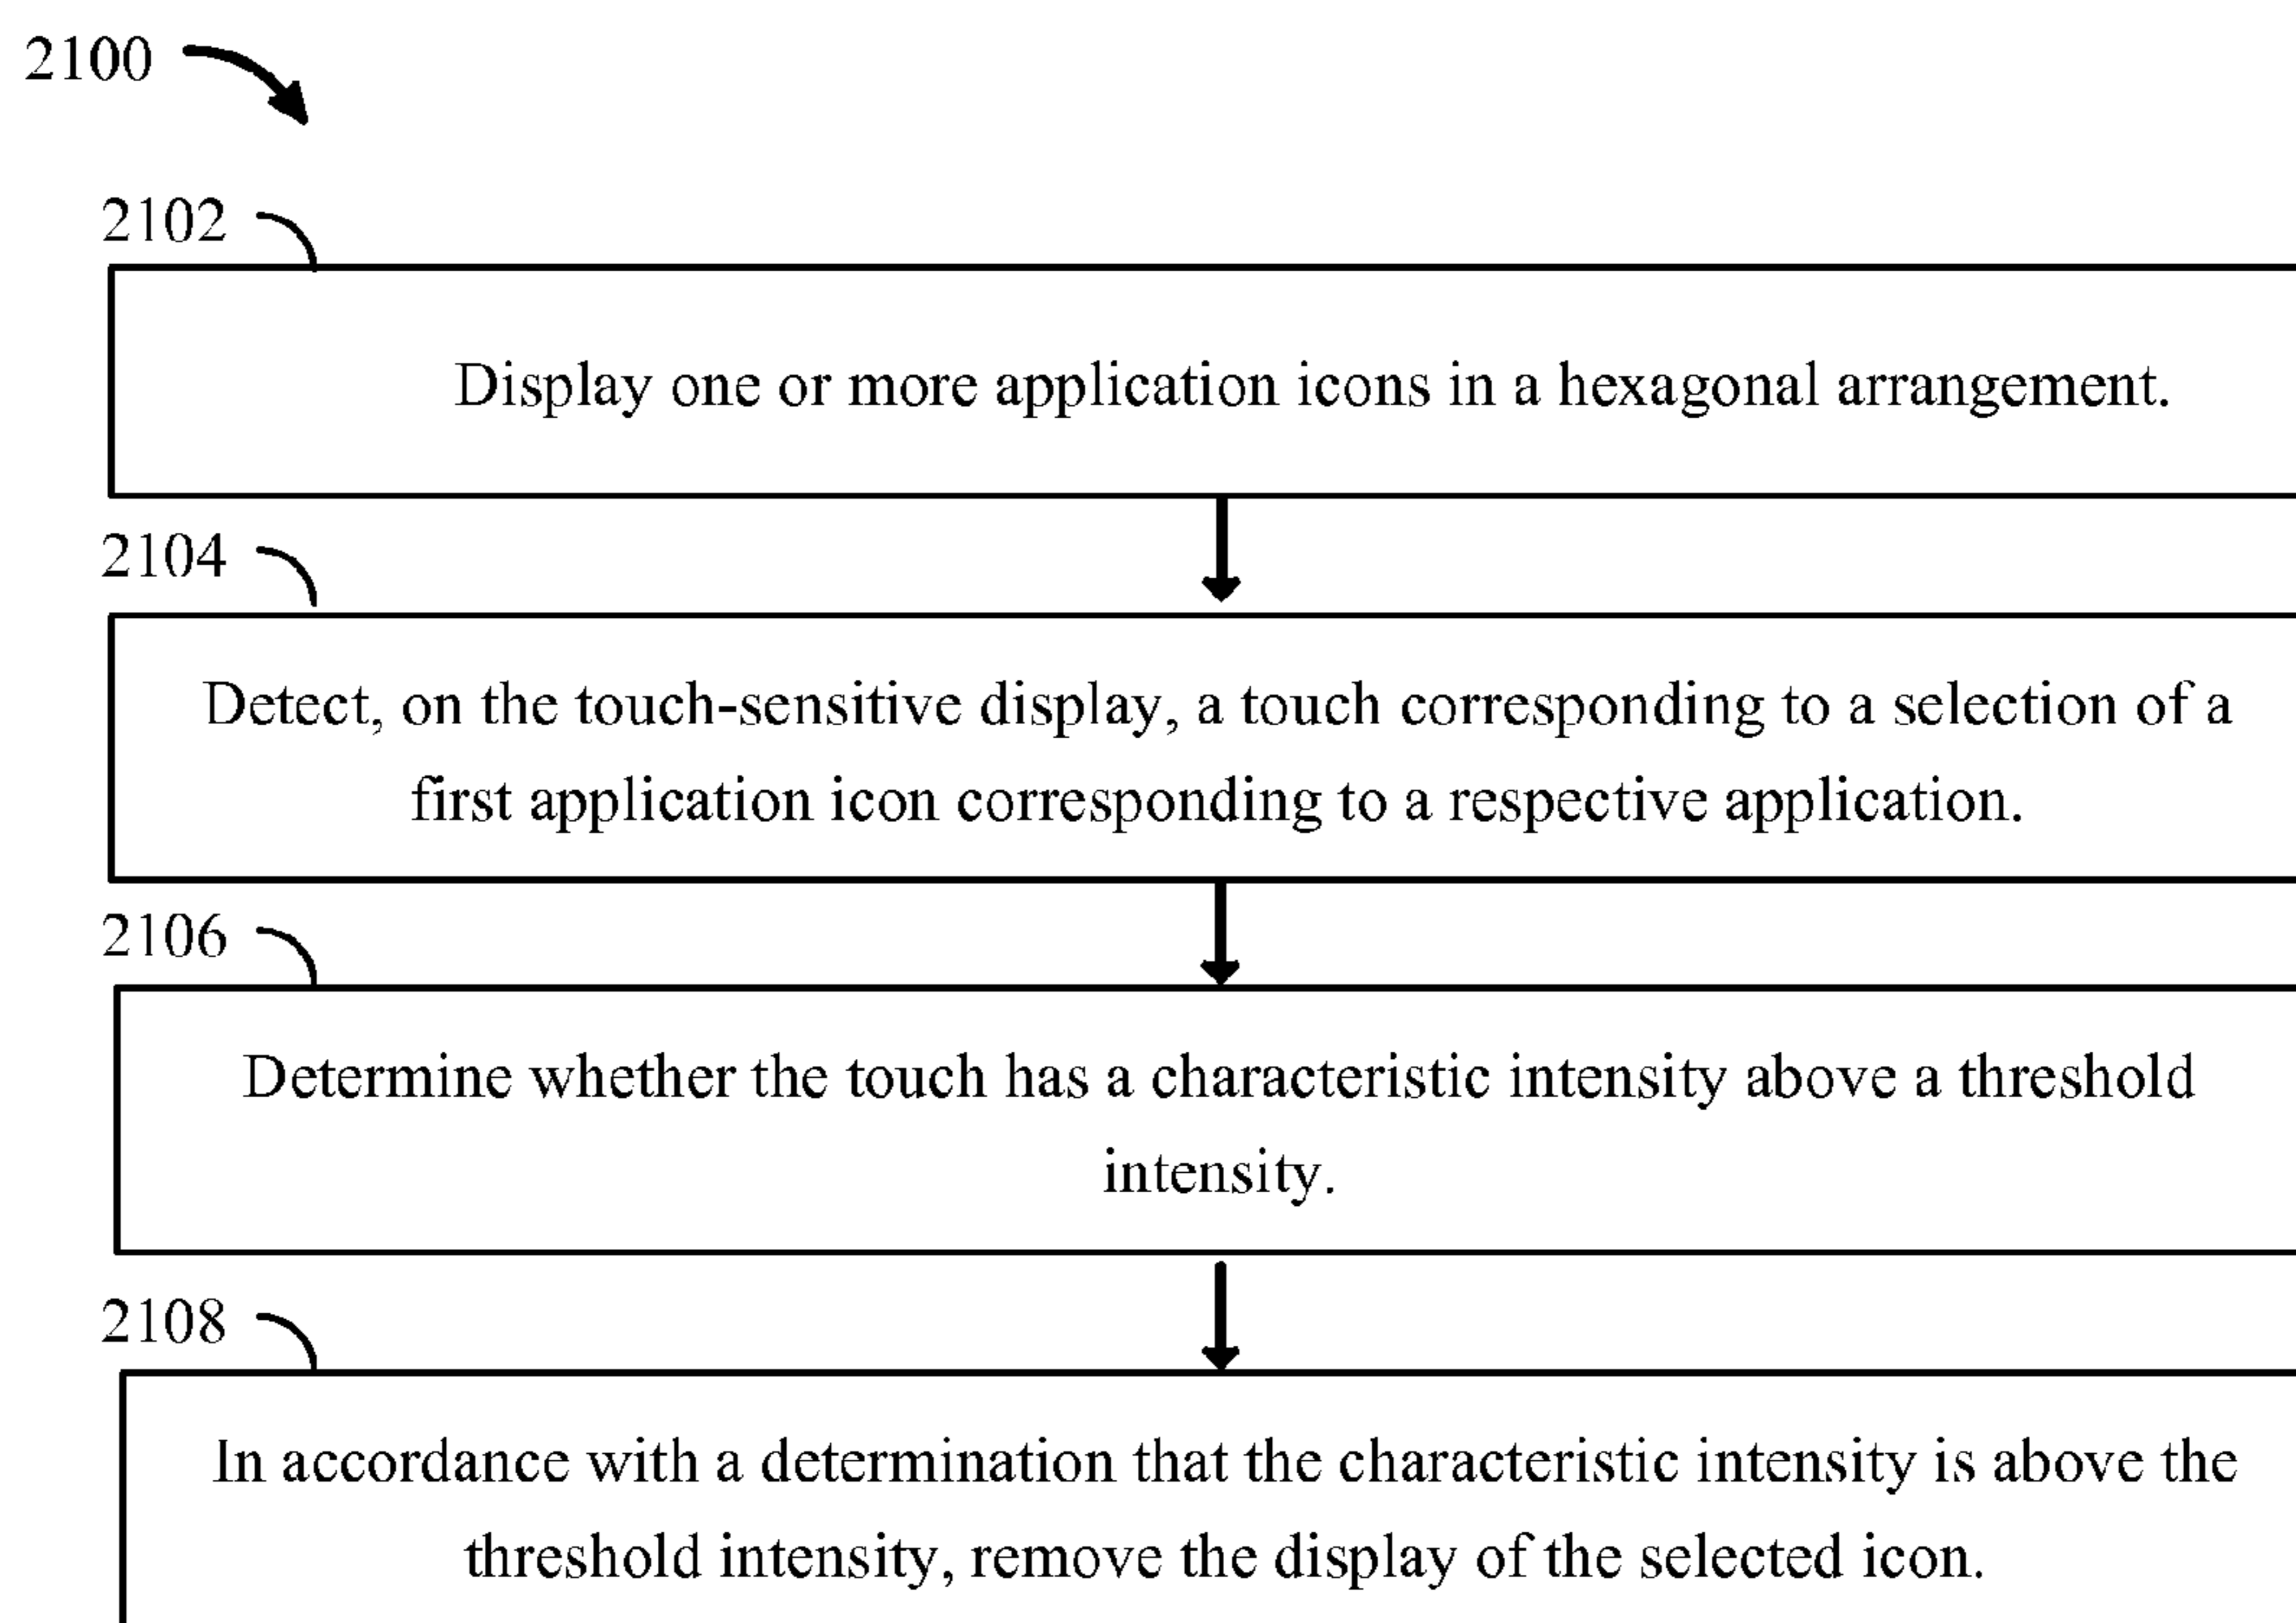 2100
2102
Display one or more application icons in a hexagonal arrangement.
2104
Detect, on the touch-sensitive display, a touch corresponding to a selection of a
first application icon corresponding to a respective application.
2106
Determine whether the touch has a characteristic intensity above a threshold
intensity.
2108
In accordance with a determination that the characteristic intensity is above the
threshold intensity, remove the display of the selected icon.